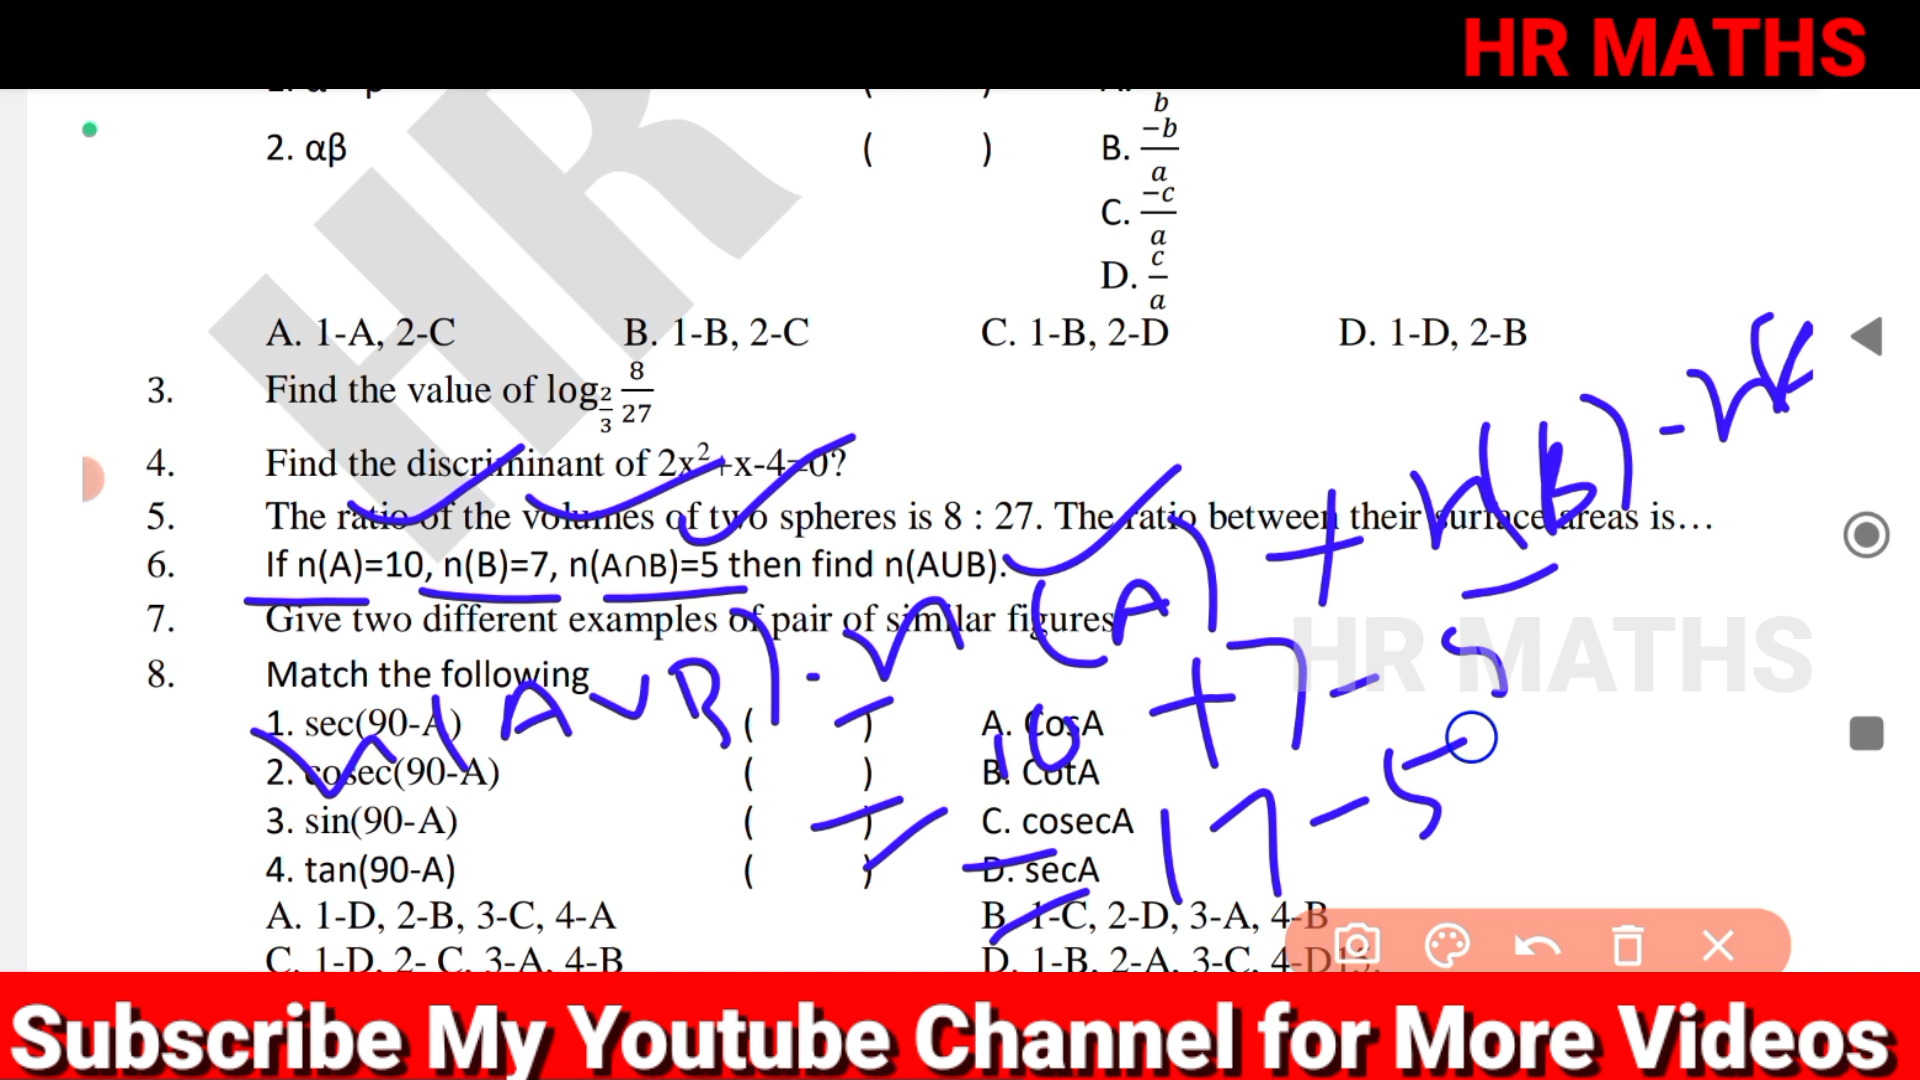 HR MATHS
b
2. αβ ( ) B. −b/a
C. −c/a
D. c/a
A. 1-A, 2-C B. 1-B, 2-C C. 1-B, 2-D D. 1-D, 2-B
3. Find the value of log_{2/3} 8/27
4. Find the discriminant of 2x²+x-4=0?
5. The ratio of the volumes of two spheres is 8 : 27. The ratio between their surface areas is…
6. If n(A)=10, n(B)=7, n(A∩B)=5 then find n(AUB).
7. Give two different examples of pair of similar figures
8. Match the following
1. sec(90-A) ( ) A. CosA
2. cosec(90-A) ( ) B. CotA
3. sin(90-A) ( ) C. cosecA
4. tan(90-A) ( ) D. secA
A. 1-D, 2-B, 3-C, 4-A B. 1-C, 2-D, 3-A, 4-B
C. 1-D, 2- C, 3-A, 4-B D. 1-B, 2-A, 3-C, 4-D
n(A∪B) = n(A) + n(B) - n(
= 10 + 7 - 5
= 17 - 5
HR MATHS
HR
Subscribe My Youtube Channel for More Videos